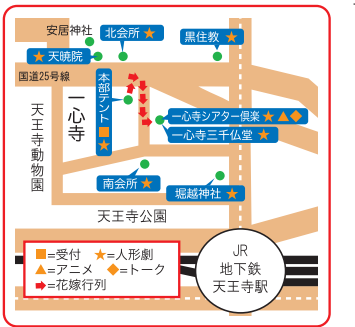 安居神社
北会所★
黒住教★
★天暁院
国道25号線
本部テント■★
一心寺
一心寺シアター倶楽★▲◆
一心寺三千仏堂★
天王寺動物園
南会所★
堀越神社★
天王寺公園
■=受付 ★=人形劇
▲=アニメ ◆=トーク
➡=花嫁行列
JR
地下鉄
天王寺駅